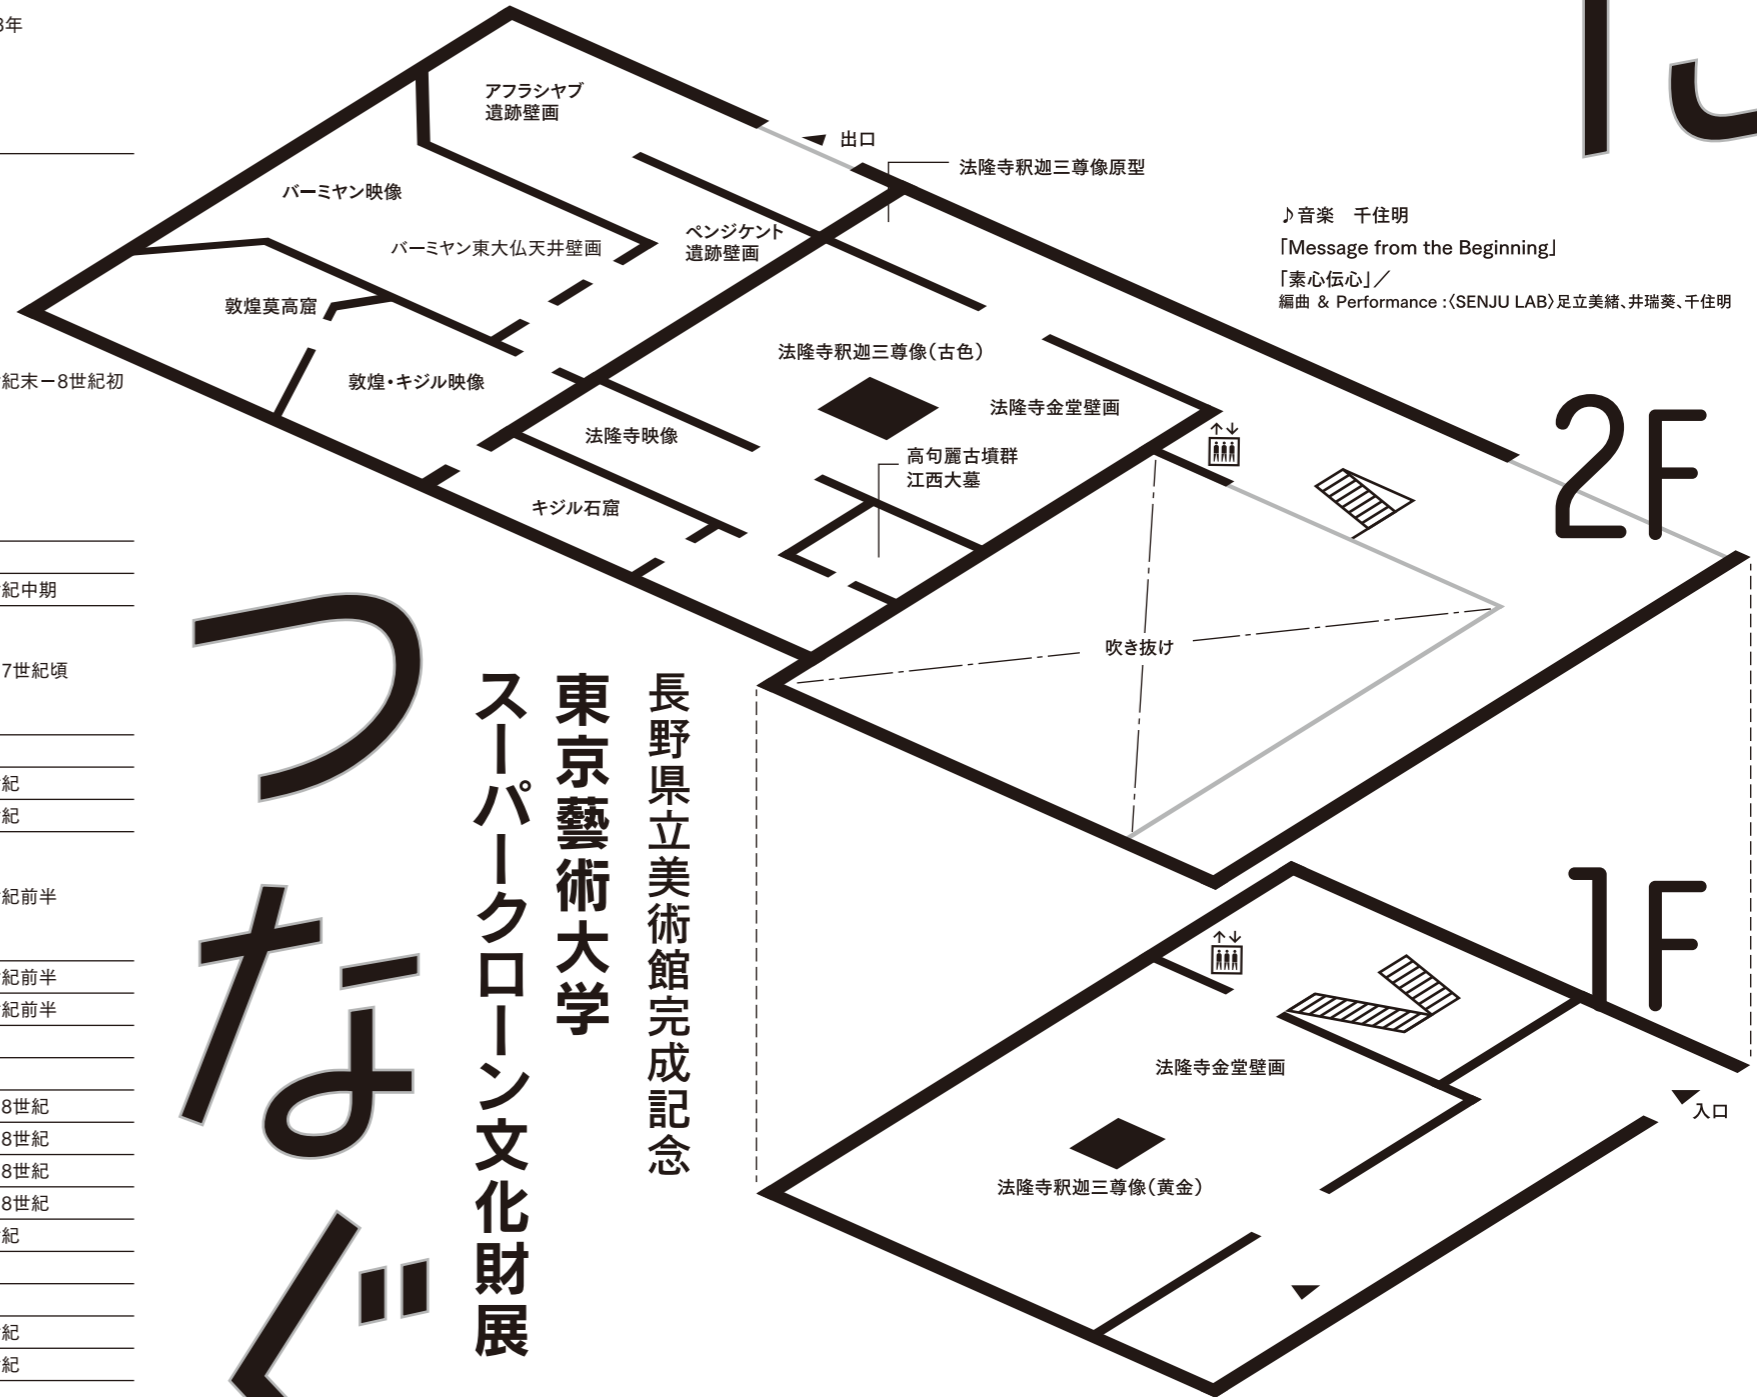 3年
紀末－8世紀初
紀中期
7世紀頃
紀
紀
紀前半
紀前半
紀前半
8世紀
8世紀
8世紀
8世紀
紀
紀
紀
アフラシヤブ
遺跡壁画
出口
法隆寺釈迦三尊像原型
バーミヤン映像
バーミヤン東大仏天井壁画
ペンジケント
遺跡壁画
敦煌莫高窟
敦煌・キジル映像
法隆寺釈迦三尊像（古色）
法隆寺金堂壁画
法隆寺映像
高句麗古墳群
江西大墓
キジル石窟
吹き抜け
2F
♪音楽　千住明
「Message from the Beginning」
「素心伝心」／
編曲 & Performance :〈SENJU LAB〉足立美緒、井瑞葵、千住明
長野県立美術館完成記念
東京藝術大学
スーパークローン文化財展
つなぐ
1F
法隆寺金堂壁画
法隆寺釈迦三尊像（黄金）
入口